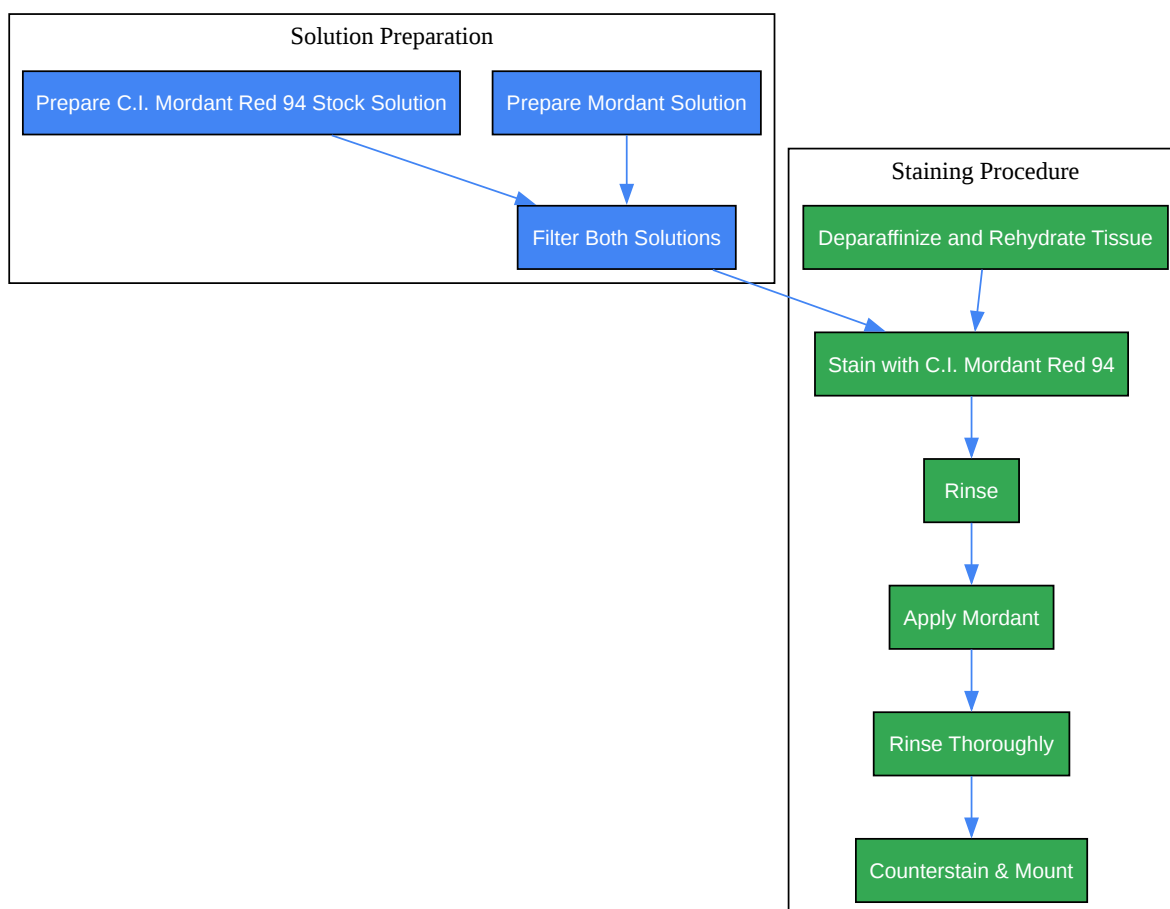 Solution Preparation
Prepare C.I. Mordant Red 94 Stock Solution
Prepare Mordant Solution
Filter Both Solutions
Staining Procedure
Deparaffinize and Rehydrate Tissue
Stain with C.I. Mordant Red 94
Rinse
Apply Mordant
Rinse Thoroughly
Counterstain & Mount